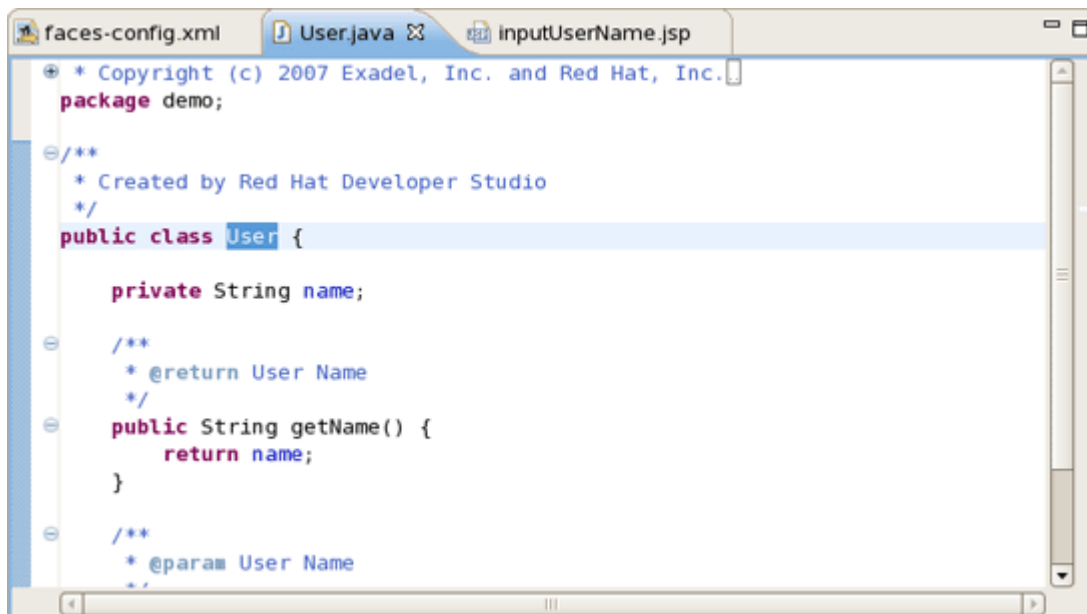 faces-config.xml User.java inputUserName.jsp
* Copyright (c) 2007 Exadel, Inc. and Red Hat, Inc.
package demo;
/**
* Created by Red Hat Developer Studio
*/
public class User {
private String name;
/**
* @return User Name
*/
public String getName() {
return name;
}
/**
* @param User Name
*/